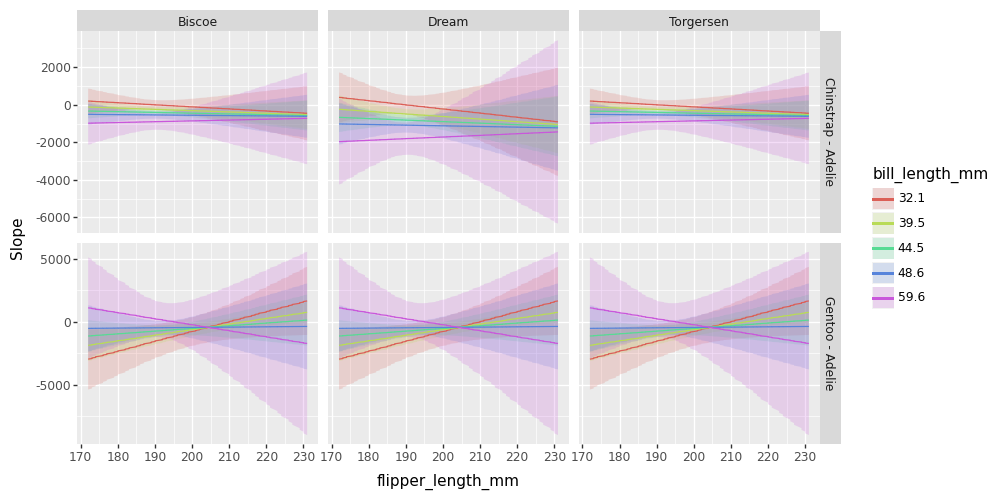 Biscoe Dream Torgersen
2000
0
-2000
-4000
-6000
Chinstrap - Adelie
5000
0
-5000
Gentoo - Adelie
170 180 190 200 210 220 230 170 180 190 200 210 220 230 170 180 190 200 210 220 230
flipper_length_mm
Slope
bill_length_mm
32.1
39.5
44.5
48.6
59.6